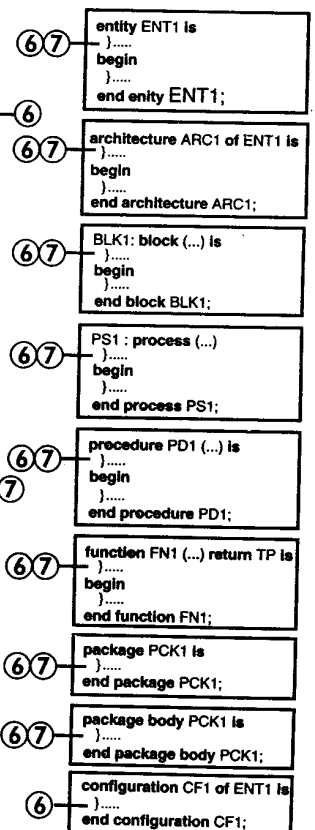 entity ENT1 is
⑥⑦ }.....
begin
}.....
end enity ENT1;
⑥
architecture ARC1 of ENT1 is
⑥⑦ }.....
begin
}.....
end architecture ARC1;
BLK1: block (...) is
⑥⑦ }.....
begin
}.....
end block BLK1;
PS1 : process (...)
⑥⑦ }.....
begin
}.....
end process PS1;
procedure PD1 (...) is
⑥⑦ }.....
begin
⑦ }.....
end procedure PD1;
function FN1 (...) return TP is
⑥⑦ }.....
begin
}.....
end function FN1;
package PCK1 is
⑥⑦ }.....
end package PCK1;
package body PCK1 is
⑥⑦ }.....
end package body PCK1;
configuration CF1 of ENT1 is
⑥ }.....
end configuration CF1;